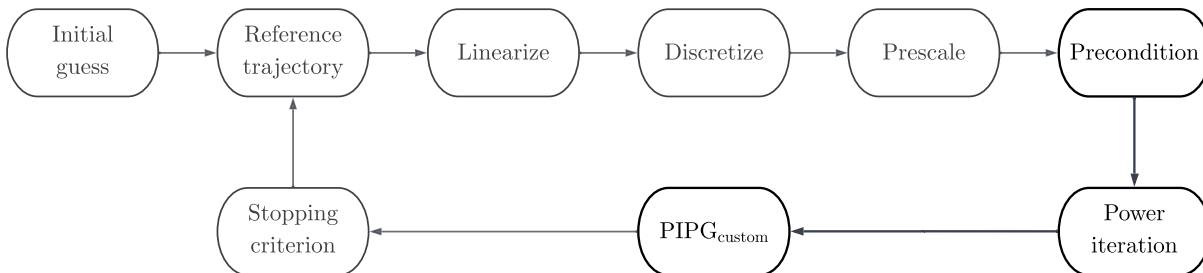 Initial
guess
Reference
trajectory
Linearize
Discretize
Prescale
Precondition
Stopping
criterion
PIPGcustom
Power
iteration